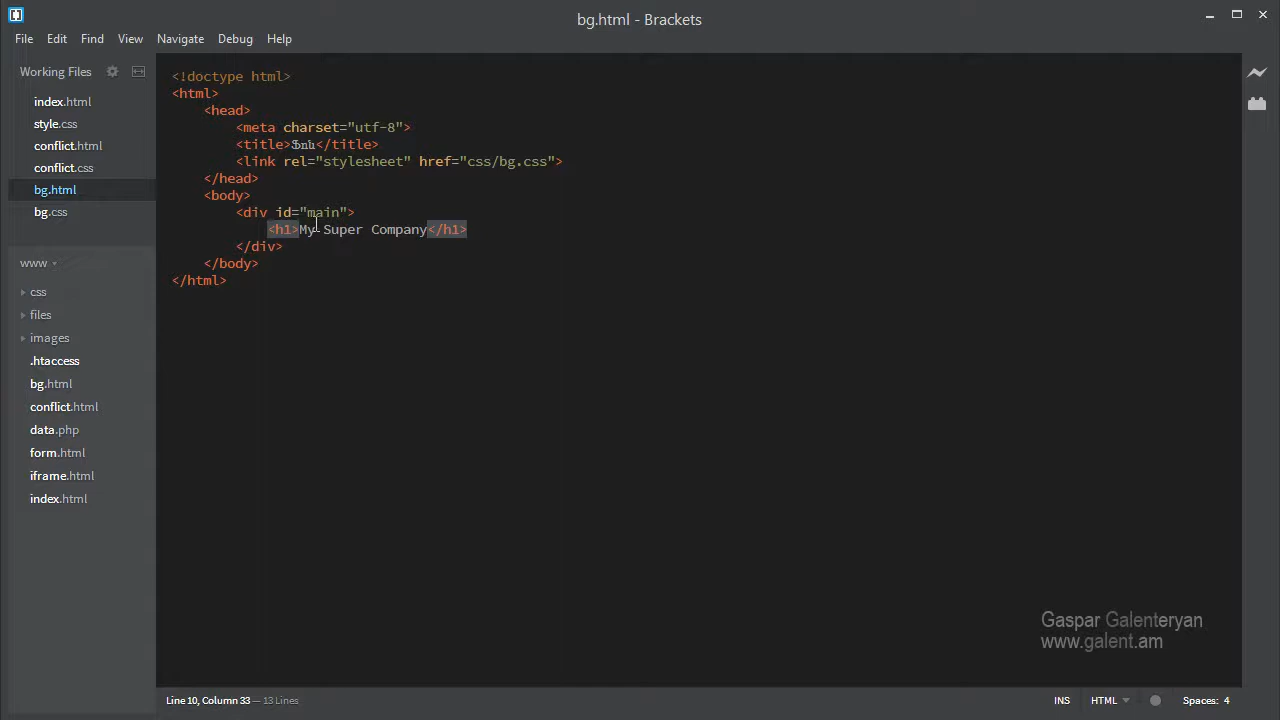 bg.html - Brackets
File Edit Find View Navigate Debug Help
Working Files
index.html
style.css
conflict.html
conflict.css
bg.html
bg.css
www
css
files
images
.htaccess
bg.html
conflict.html
data.php
form.html
iframe.html
index.html
<!doctype html>
<html>
<head>
<meta charset="utf-8">
<title>Ֆոն</title>
<link rel="stylesheet" href="css/bg.css">
</head>
<body>
<div id="main">
<h1>My Super Company</h1>
</div>
</body>
</html>
Gaspar Galenteryan
www.galent.am
Line 10, Column 33 — 13 Lines
INS HTML Spaces: 4